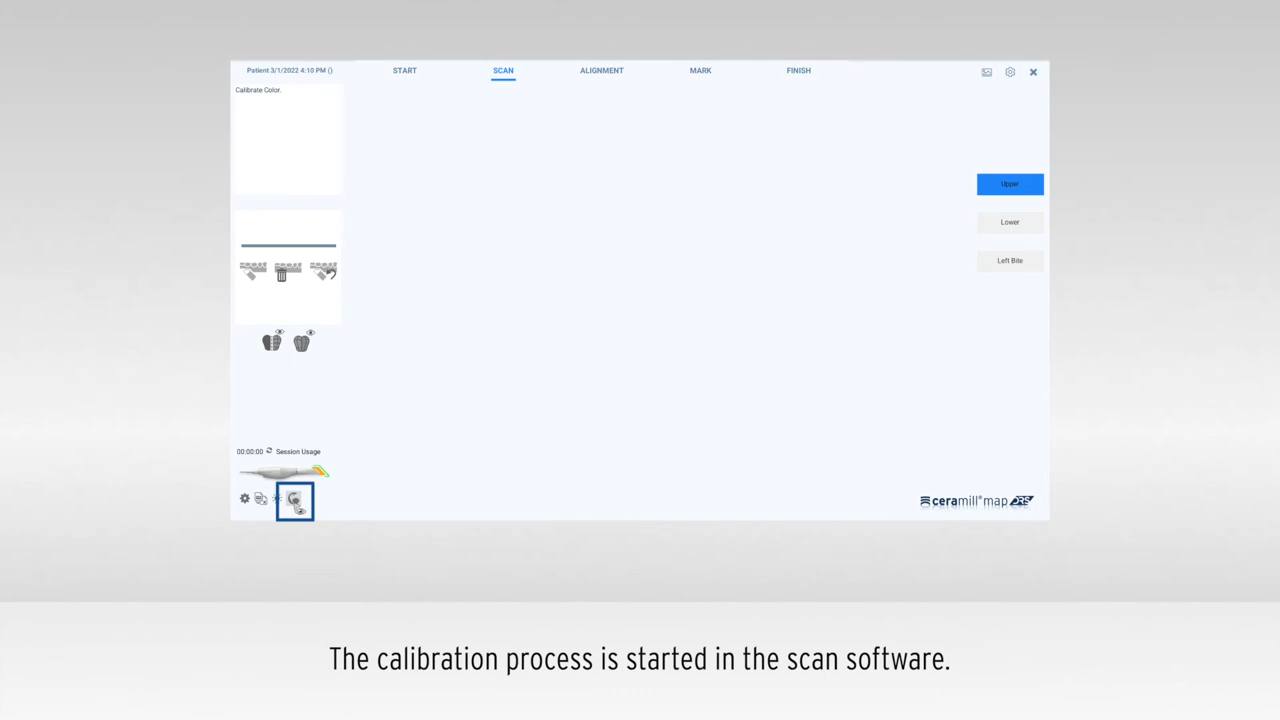 Patient 3/1/2022 4:10 PM ()
START
SCAN
ALIGNMENT
MARK
FINISH
Calibrate Color.
Upper
Lower
Left Bite
00:00:00 Session Usage
ceramill® map DRS
The calibration process is started in the scan software.